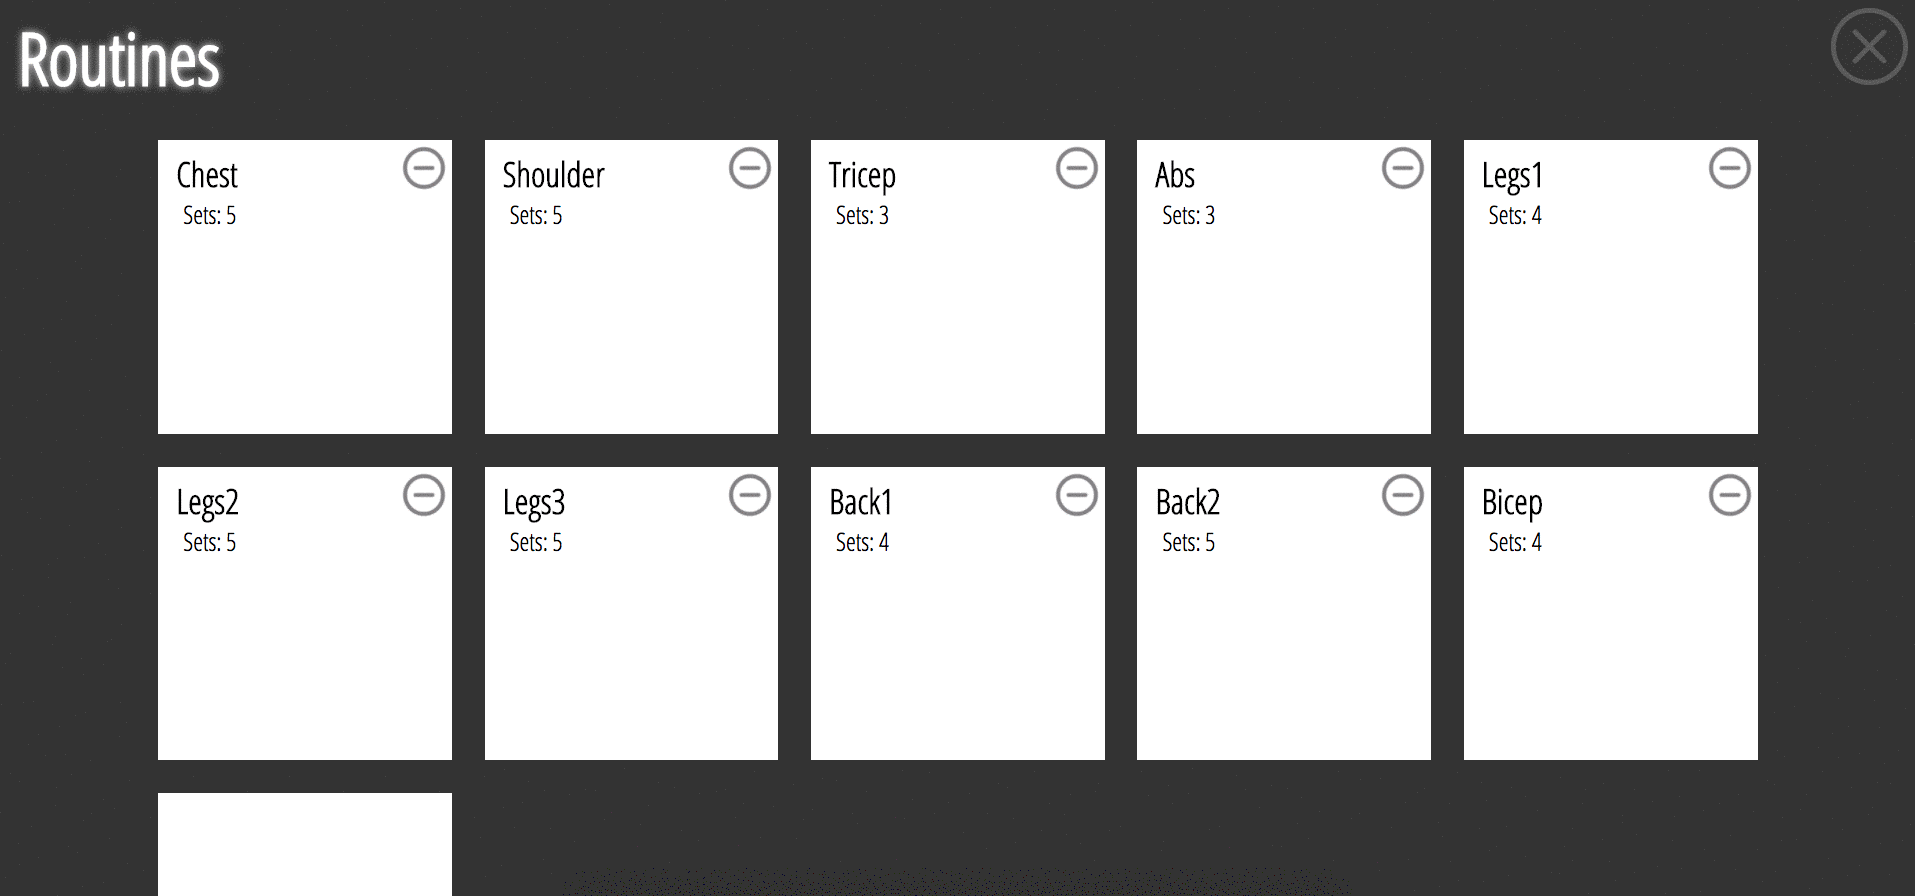 Routines
Chest
Sets: 5
Shoulder
Sets: 5
Tricep
Sets: 3
Abs
Sets: 3
Legs1
Sets: 4
Legs2
Sets: 5
Legs3
Sets: 5
Back1
Sets: 4
Back2
Sets: 5
Bicep
Sets: 4